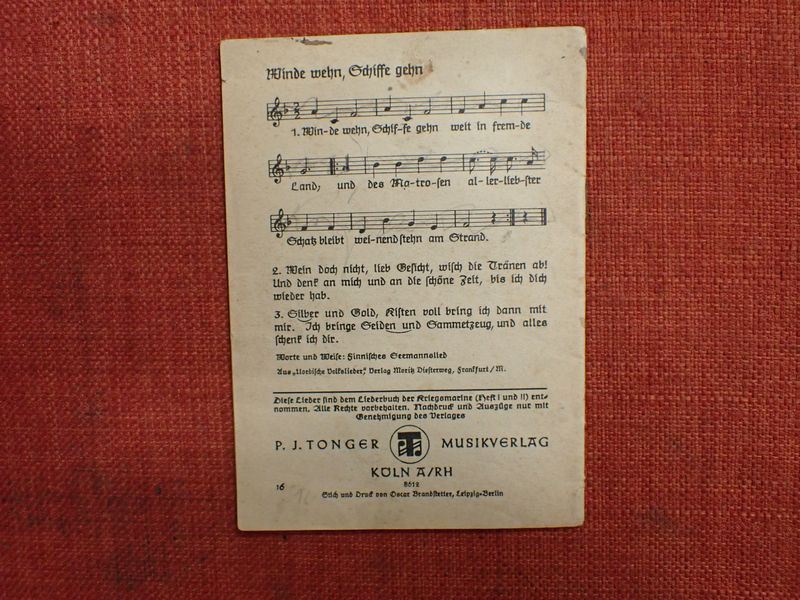 Winde wehn, Schiffe gehn
1. Win-de wehn, Schif-fe gehn weit in frem-de
Land; und des Ma-tro-sen al-ler-lieb-ster
Schatz bleibt wei-nend stehn am Strand.
2. Wein doch nicht, lieb Gesicht, wisch die Tränen ab!
Und denk an mich und an die schöne Zeit, bis ich dich
wieder hab.
3. Silber und Gold, Kisten voll bring ich dann mit
mir. Ich bringe Seiden und Sammetzeug, und alles
schenk ich dir.
Worte und Weise: Finnisches Seemannslied
Aus „Nordische Volkslieder," Verlag Moritz Diesterweg, Frankfurt/M.
Diese Lieder sind dem Liederbuch der Kriegsmarine (Heft I und II) ent-
nommen. Alle Rechte vorbehalten. Nachdruck und Auszüge nur mit
Genehmigung des Verlages
P. J. TONGER MUSIKVERLAG
KÖLN A/RH
8612
16
Stich und Druck von Oscar Brandstetter, Leipzig-Berlin